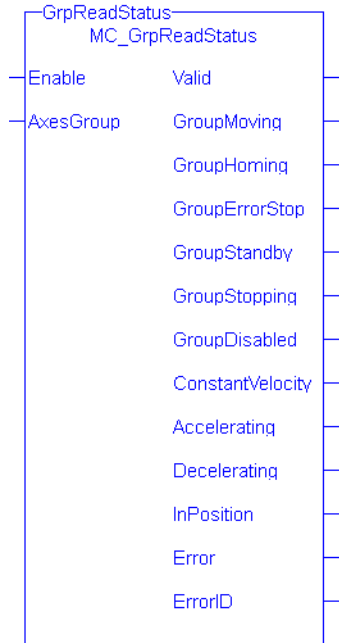 GrpReadStatus
MC_GrpReadStatus
Enable Valid
AxesGroup GroupMoving
GroupHoming
GroupErrorStop
GroupStandby
GroupStopping
GroupDisabled
ConstantVelocity
Accelerating
Decelerating
InPosition
Error
ErrorID